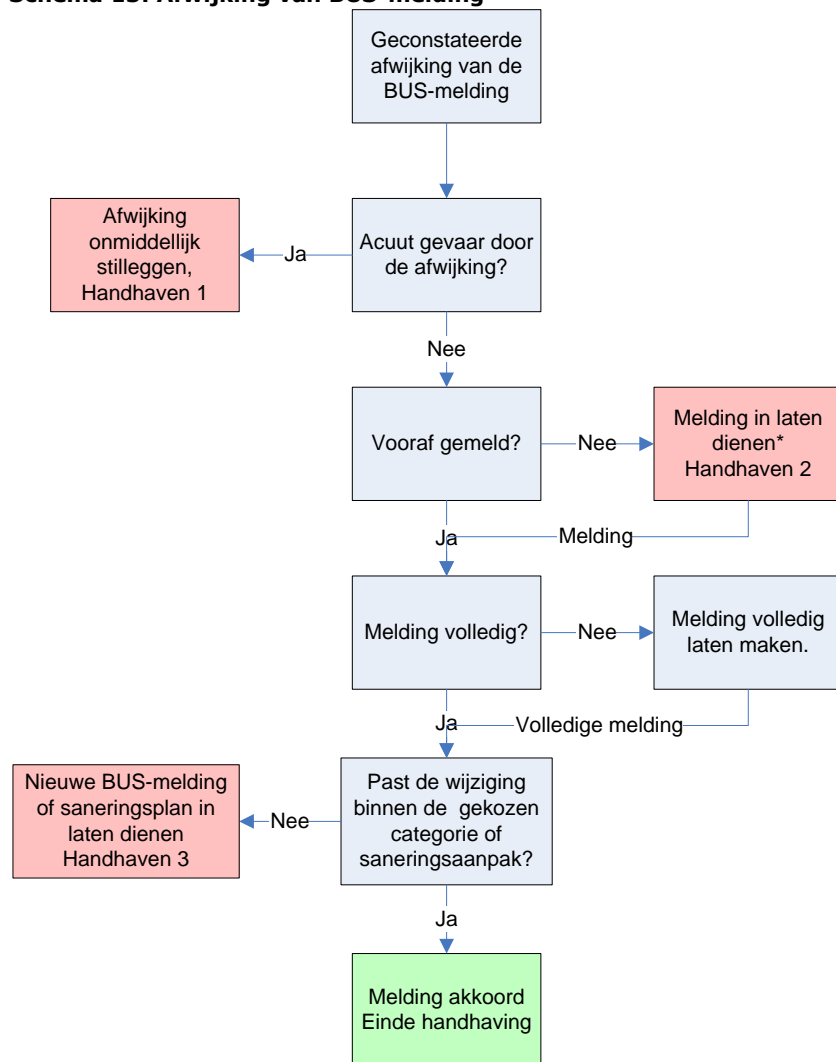 Schema 13: Afwijking van BUS-melding
Geconstateerde
afwijking van de
BUS-melding
Afwijking
onmiddellijk
stilleggen,
Handhaven 1
Ja
Acuut gevaar door
de afwijking?
Nee
Vooraf gemeld?
Nee
Melding in laten
dienen*
Handhaven 2
Ja
Melding
Melding volledig?
Nee
Melding volledig
laten maken.
Ja
Volledige melding
Nieuwe BUS-melding
of saneringsplan in
laten dienen
Handhaven 3
Nee
Past de wijziging
binnen de gekozen
categorie of
saneringsaanpak?
Ja
Melding akkoord
Einde handhaving